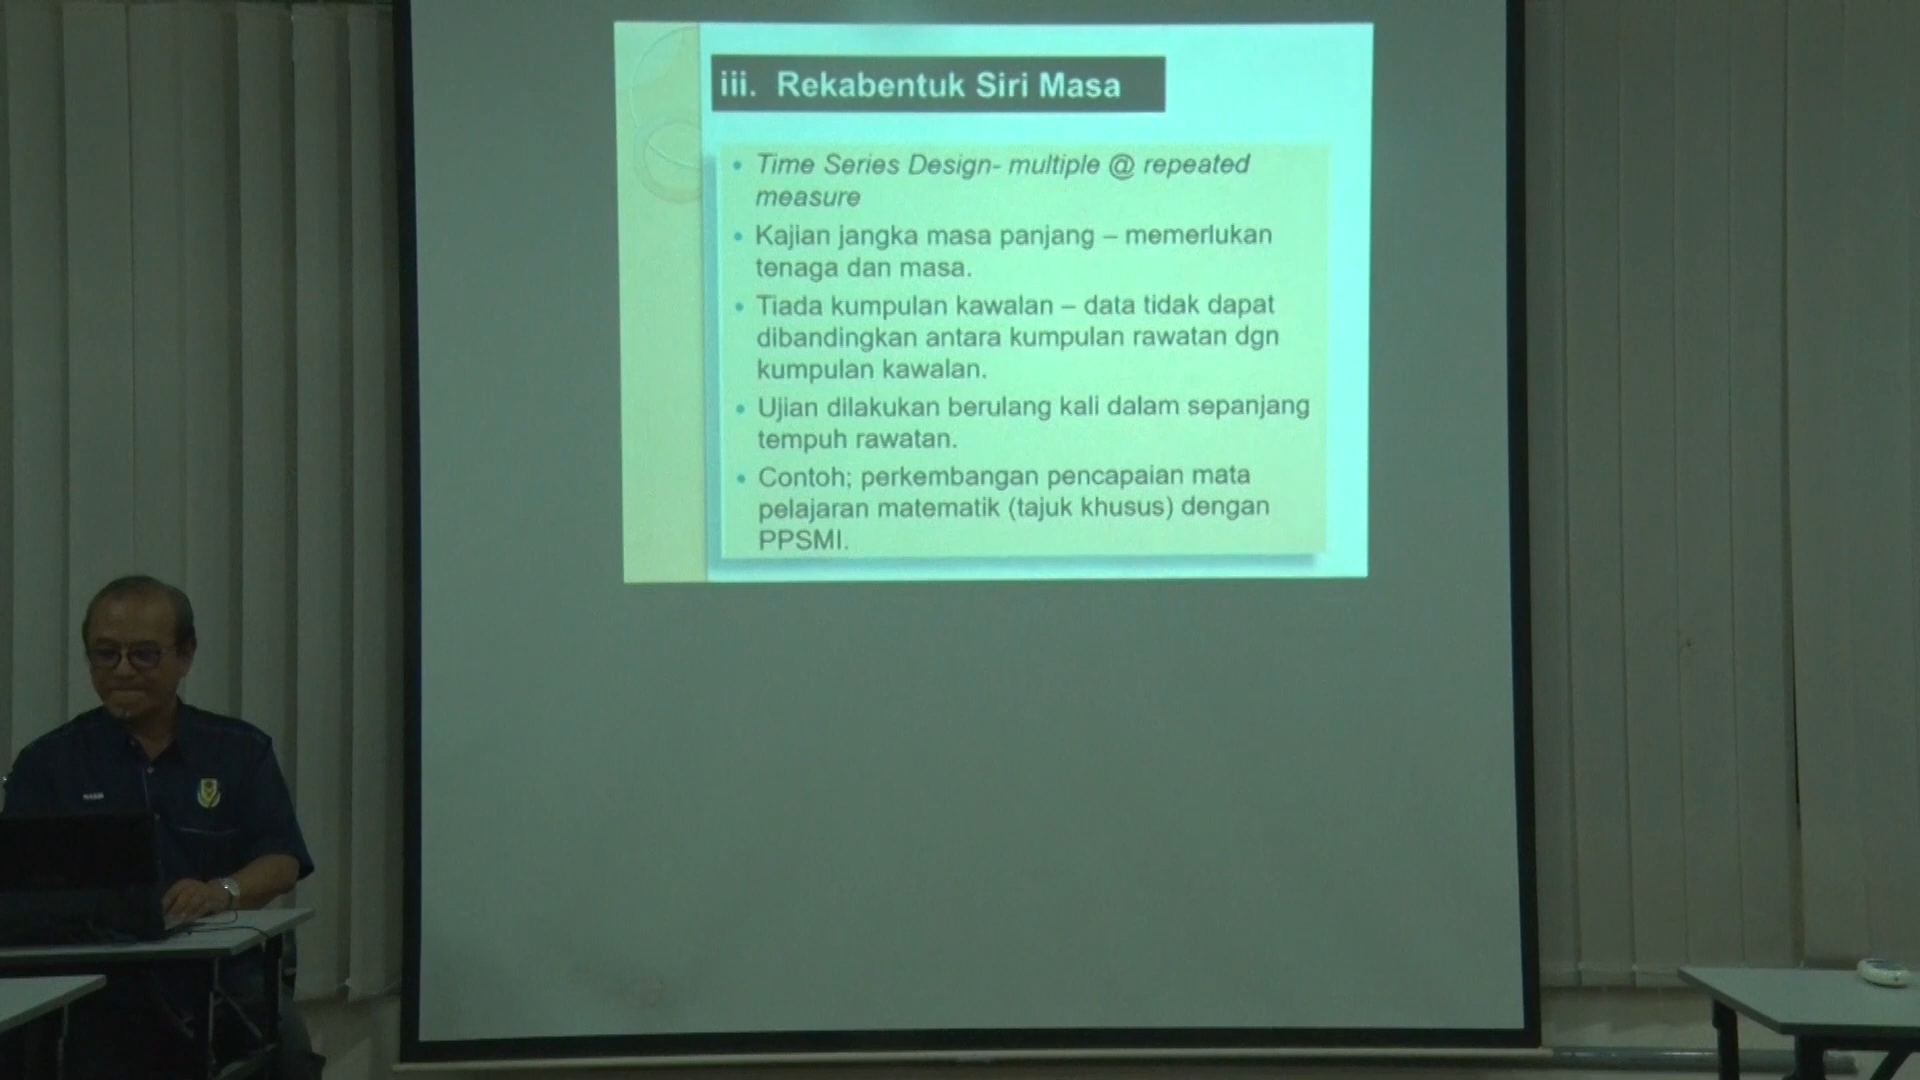 iii. Rekabentuk Siri Masa
• Time Series Design- multiple @ repeated
measure
• Kajian jangka masa panjang – memerlukan
tenaga dan masa.
• Tiada kumpulan kawalan – data tidak dapat
dibandingkan antara kumpulan rawatan dgn
kumpulan kawalan.
• Ujian dilakukan berulang kali dalam sepanjang
tempuh rawatan.
• Contoh; perkembangan pencapaian mata
pelajaran matematik (tajuk khusus) dengan
PPSMI.